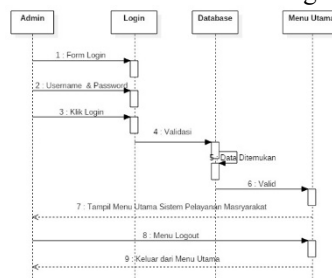 Admin Login Database Menu Utama
1 : Form Login
2 : Username & Password
3 : Klik Login
4 : Validasi
5 : Data Ditemukan
6 : Valid
7 : Tampil Menu Utama Sistem Pelayanan Masryarakat
8 : Menu Logout
9 : Keluar dari Menu Utama